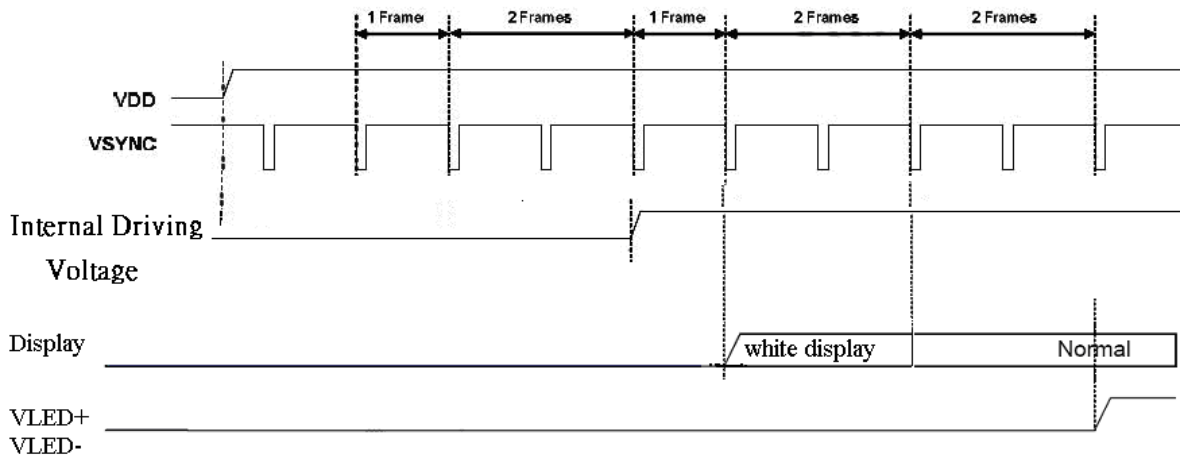 1 Frame 2 Frames 1 Frame 2 Frames 2 Frames
VDD
VSYNC
Internal Driving
Voltage
Display white display Normal
VLED+
VLED-